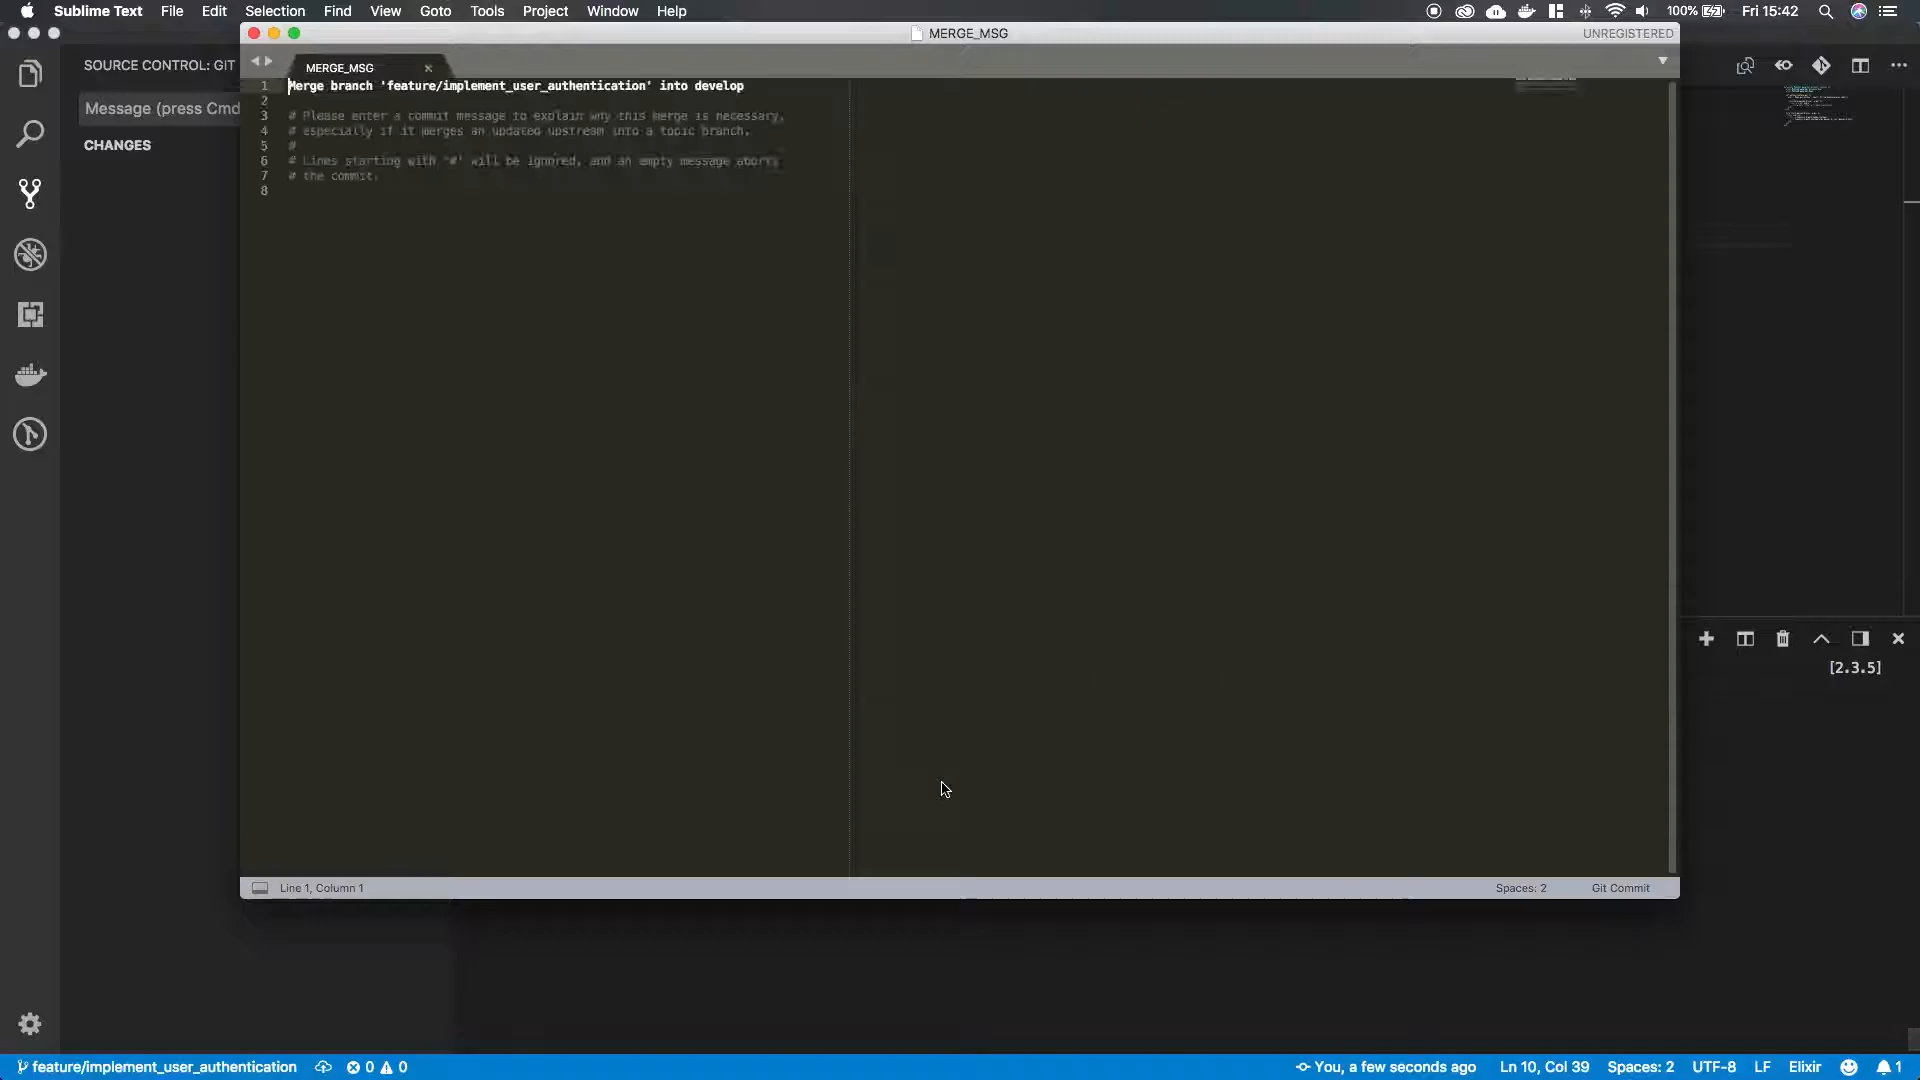 Sublime Text File Edit Selection Find View Goto Tools Project Window Help 100% Fri 15:42
MERGE_MSG UNREGISTERED
SOURCE CONTROL: GIT
MERGE_MSG
Message (press Cmd
CHANGES
1 Merge branch 'feature/implement_user_authentication' into develop
2
3 # Please enter a commit message to explain why this merge is necessary,
4 # especially if it merges an updated upstream into a topic branch.
5 #
6 # Lines starting with '#' will be ignored, and an empty message aborts
7 # the commit.
8
[2.3.5]
Line 1, Column 1 Spaces: 2 Git Commit
feature/implement_user_authentication 0 0 You, a few seconds ago Ln 10, Col 39 Spaces: 2 UTF-8 LF Elixir 1